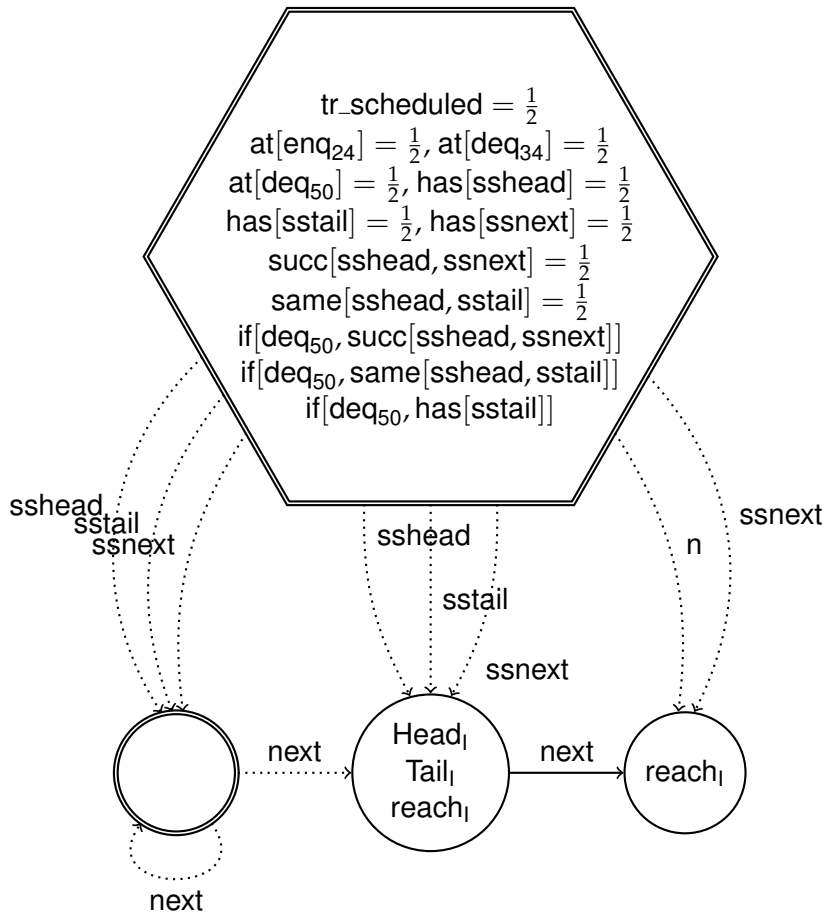 tr_scheduled = 1/2
at[enq24] = 1/2, at[deq34] = 1/2
at[deq50] = 1/2, has[sshead] = 1/2
has[sstail] = 1/2, has[ssnext] = 1/2
succ[sshead, ssnext] = 1/2
same[sshead, sstail] = 1/2
if[deq50, succ[sshead, ssnext]]
if[deq50, same[sshead, sstail]]
if[deq50, has[sstail]]
sshead
sstail
ssnext
sshead
sstail
ssnext
n
ssnext
Headl
Taill
reachl
reachl
next
next
next